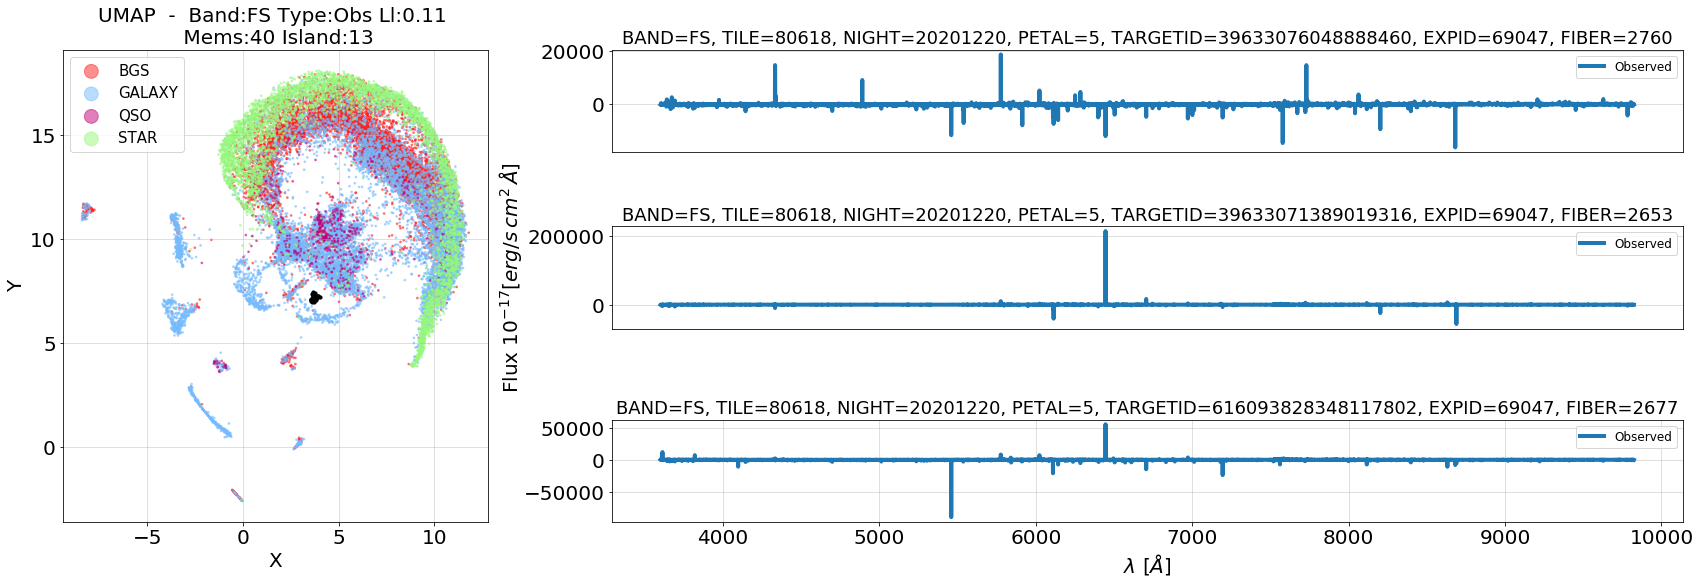 UMAP - Band:FS Type:Obs Ll:0.11
Mems:40 Island:13
BGS
GALAXY
QSO
STAR
15
10
5
0
Y
−5
0
5
10
X
Flux 10⁻¹⁷[erg/s cm² Å]
BAND=FS, TILE=80618, NIGHT=20201220, PETAL=5, TARGETID=39633076048888460, EXPID=69047, FIBER=2760
20000
0
Observed
BAND=FS, TILE=80618, NIGHT=20201220, PETAL=5, TARGETID=39633071389019316, EXPID=69047, FIBER=2653
200000
0
Observed
BAND=FS, TILE=80618, NIGHT=20201220, PETAL=5, TARGETID=616093828348117802, EXPID=69047, FIBER=2677
50000
0
−50000
Observed
4000
5000
6000
7000
8000
9000
10000
λ [Å]